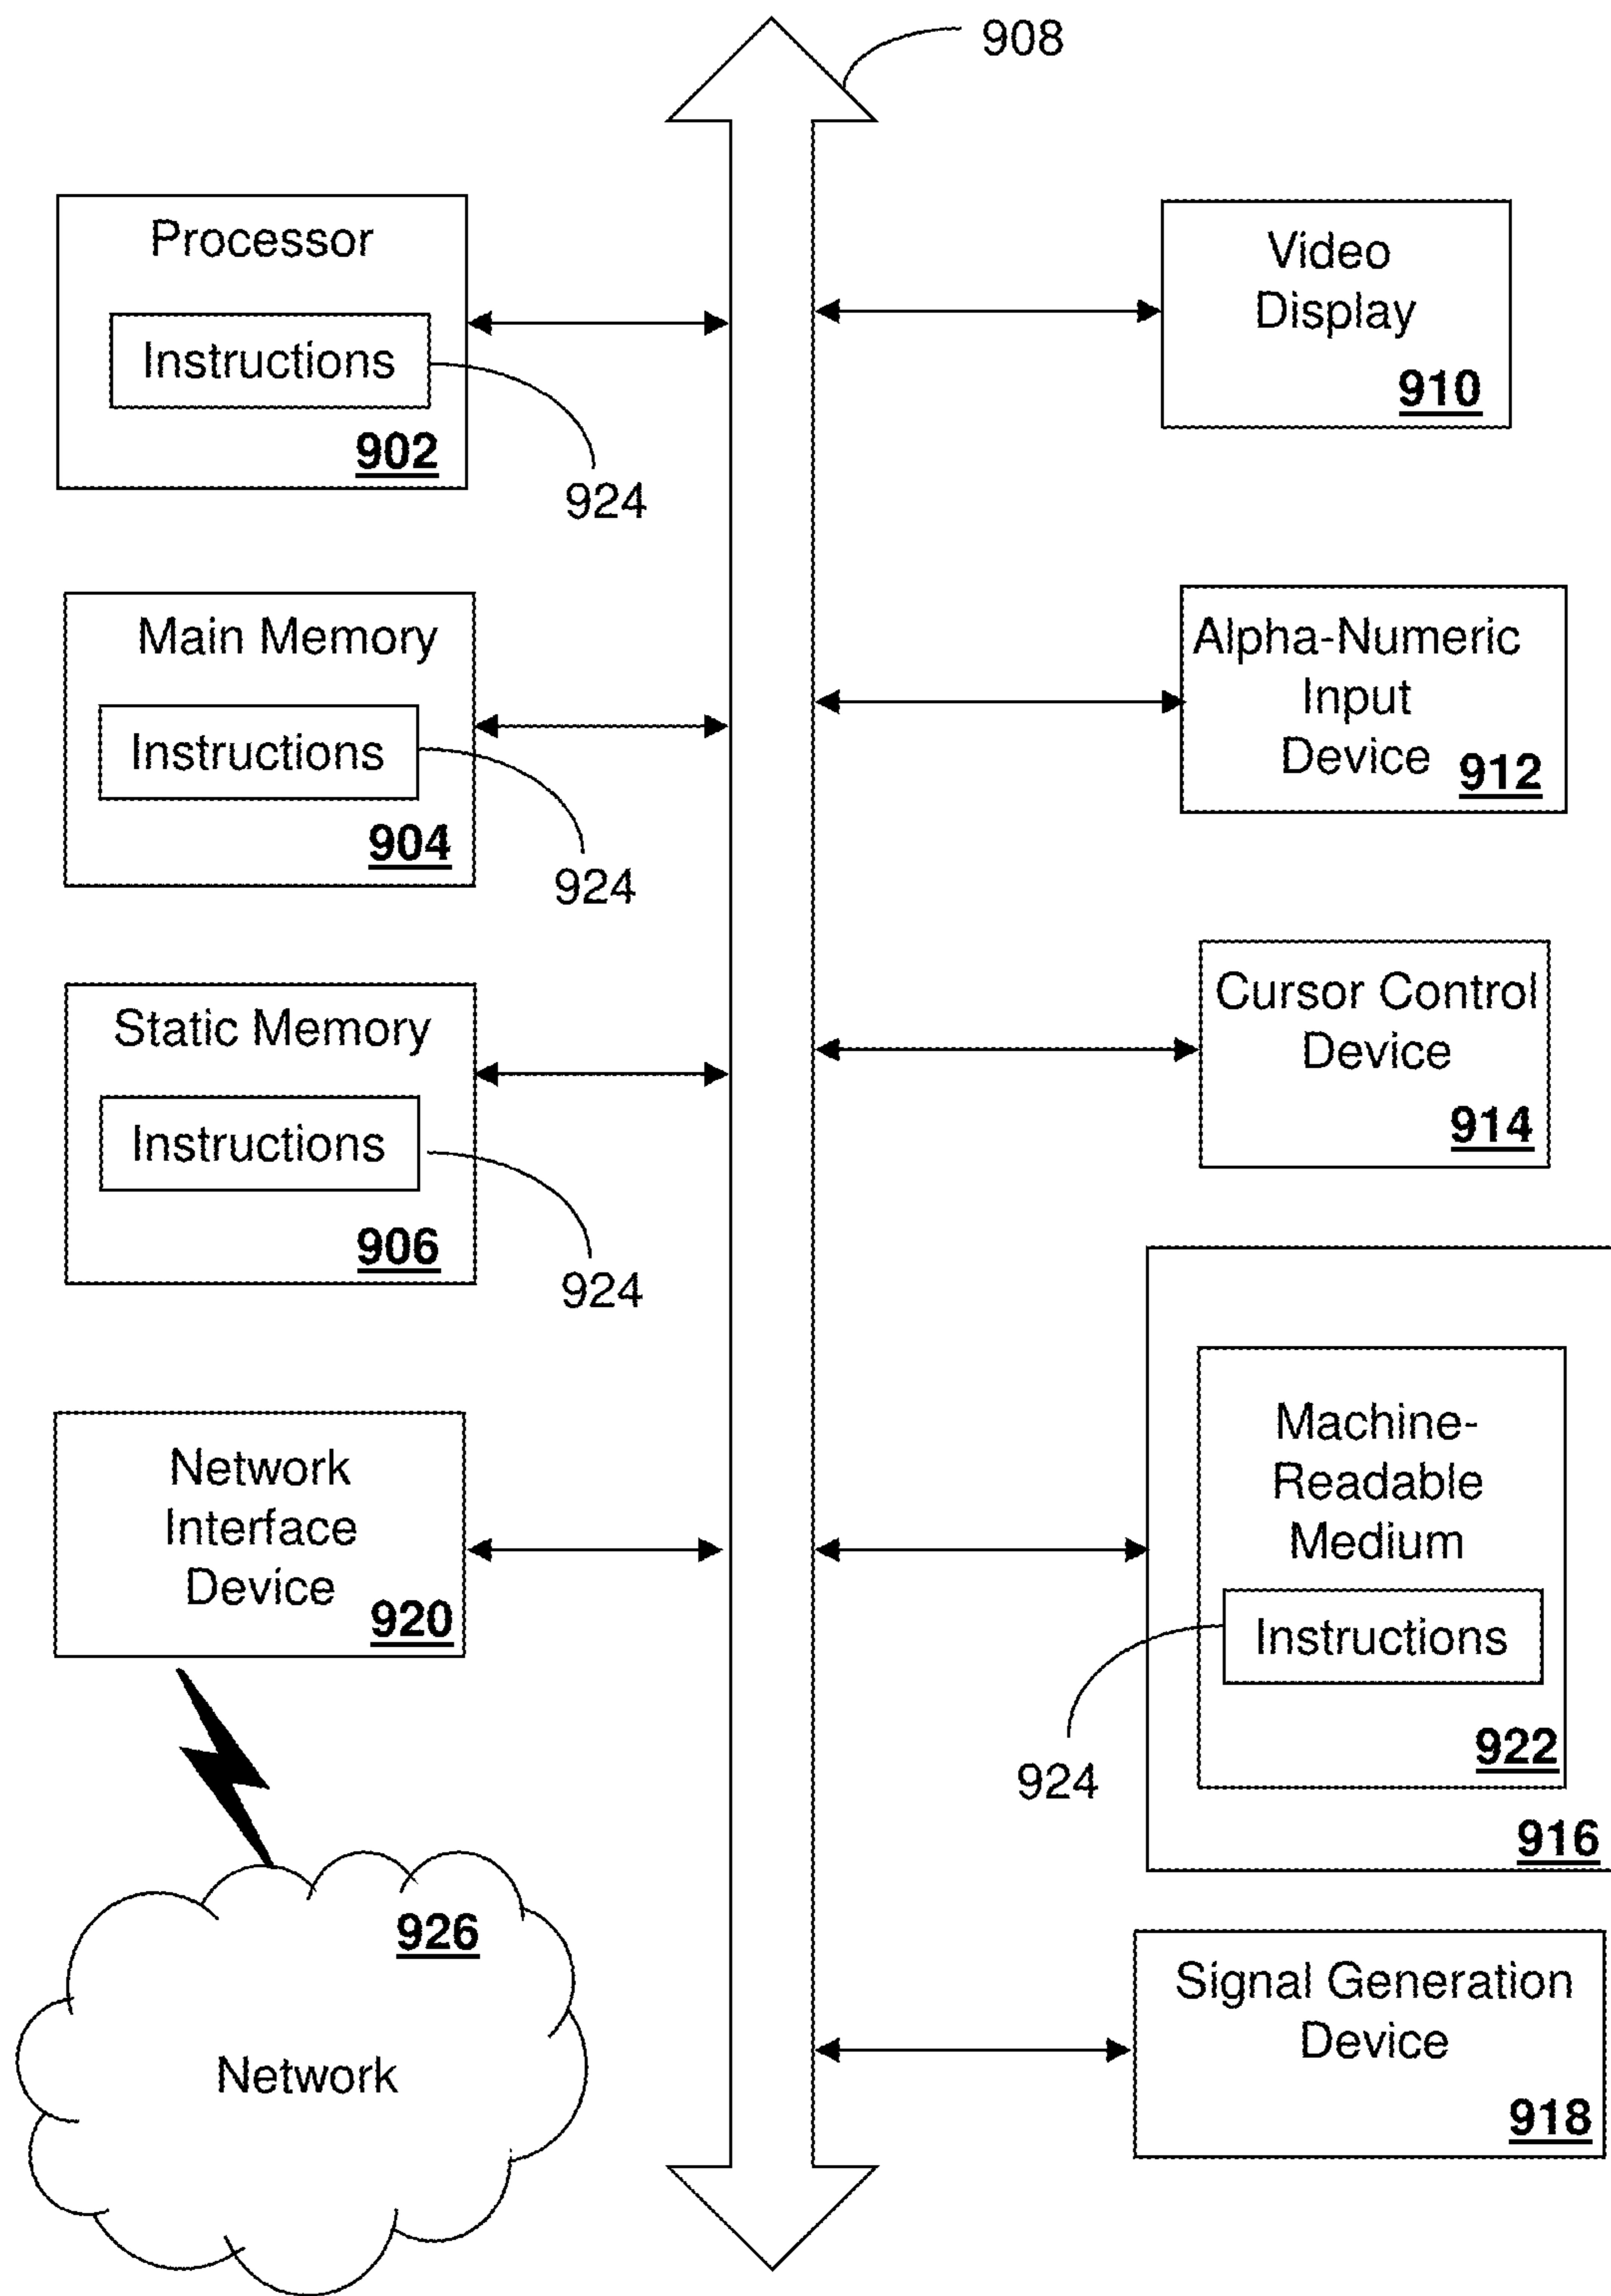 908
Processor
Instructions
902
924
Main Memory
Instructions
904
924
Static Memory
Instructions
906
924
Network
Interface
Device
920
926
Network
Video
Display
910
Alpha-Numeric
Input
Device
912
Cursor Control
Device
914
Machine-
Readable
Medium
Instructions
922
924
916
Signal Generation
Device
918